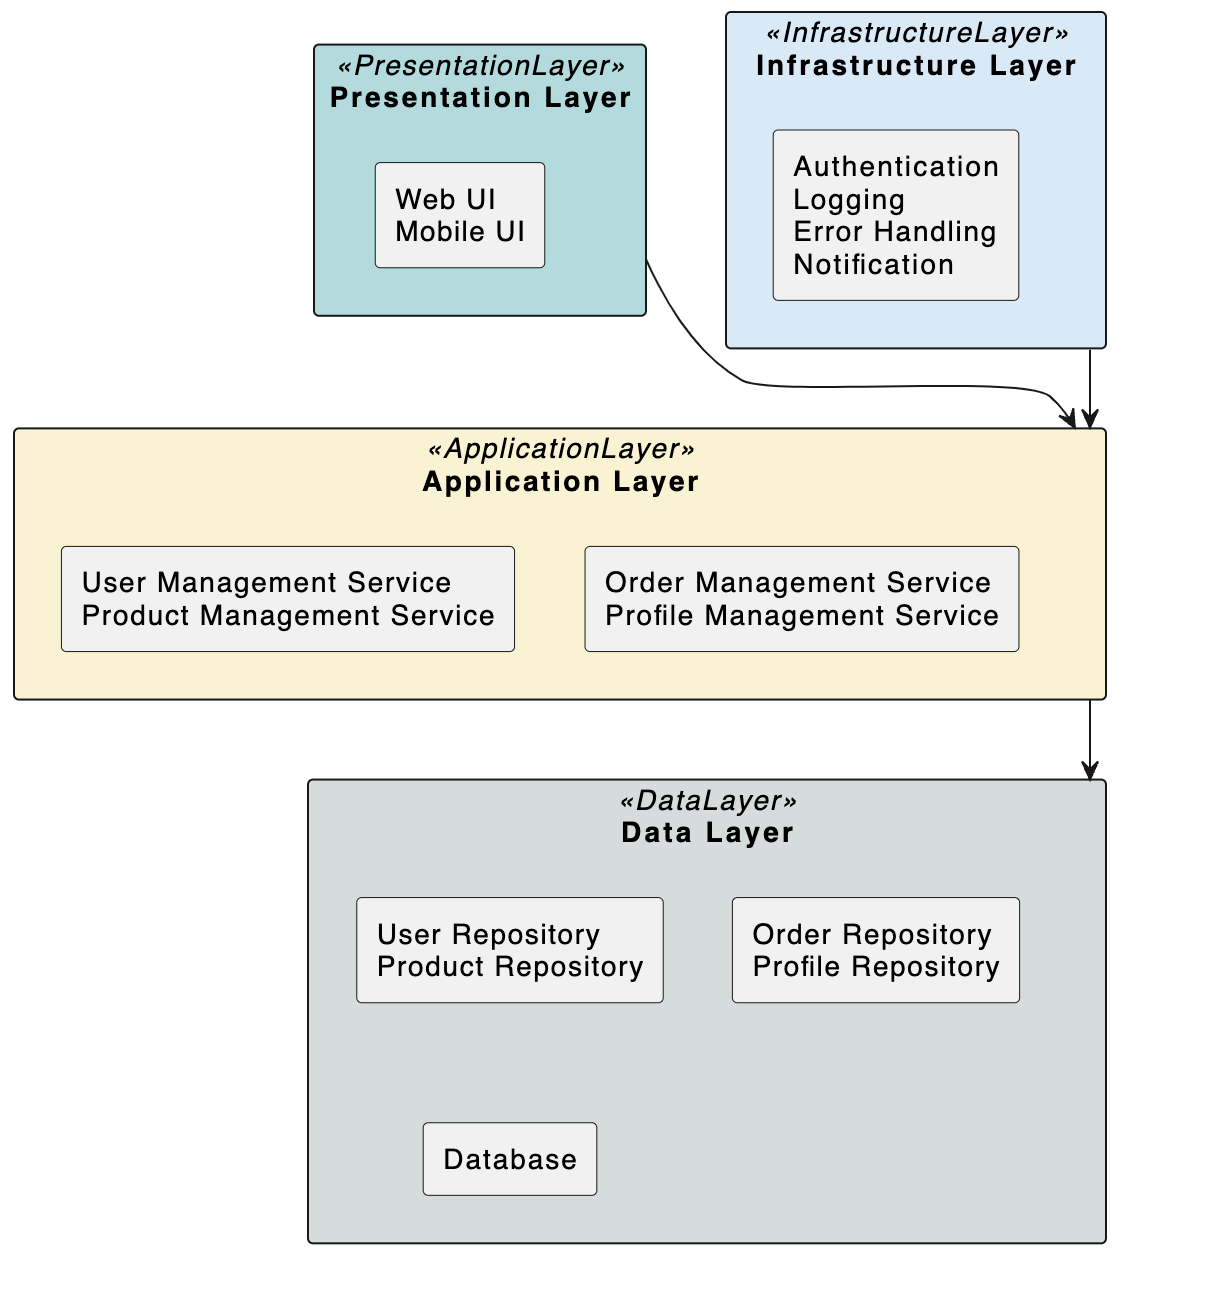 «PresentationLayer»
Presentation Layer
Web UI
Mobile UI
«InfrastructureLayer»
Infrastructure Layer
Authentication
Logging
Error Handling
Notification
«ApplicationLayer»
Application Layer
User Management Service
Product Management Service
Order Management Service
Profile Management Service
«DataLayer»
Data Layer
User Repository
Product Repository
Order Repository
Profile Repository
Database